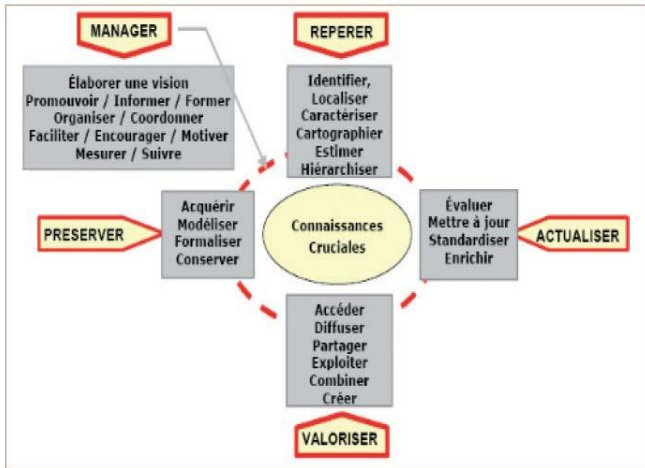 MANAGER
Élaborer une vision
Promouvoir / Informer / Former
Organiser / Coordonner
Faciliter / Encourager / Motiver
Mesurer / Suivre
REPERER
Identifier,
Localiser
Caractériser
Cartographier
Estimer
Hiérarchiser
PRESERVER
Acquérir
Modéliser
Formaliser
Conserver
Connaissances
Cruciales
Évaluer
Mettre à jour
Standardiser
Enrichir
ACTUALISER
Accéder
Diffuser
Partager
Exploiter
Combiner
Créer
VALORISER